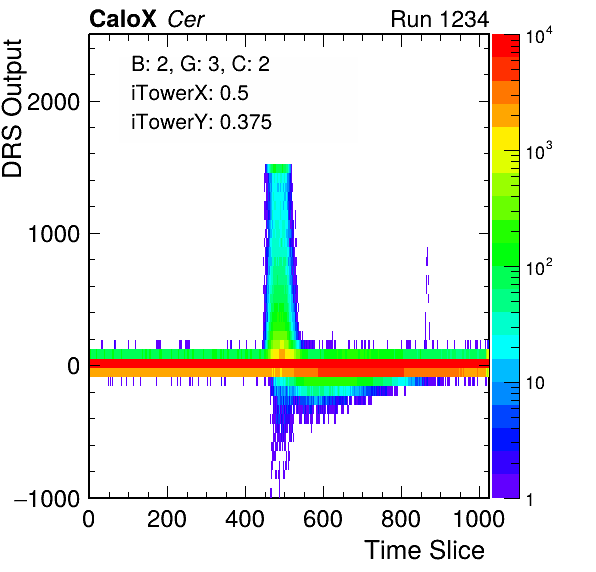 CaloX Cer Run 1234
B: 2, G: 3, C: 2
iTowerX: 0.5
iTowerY: 0.375
DRS Output
2000
1000
0
−1000
0 200 400 600 800 1000
Time Slice
10⁴
10³
10²
10
1